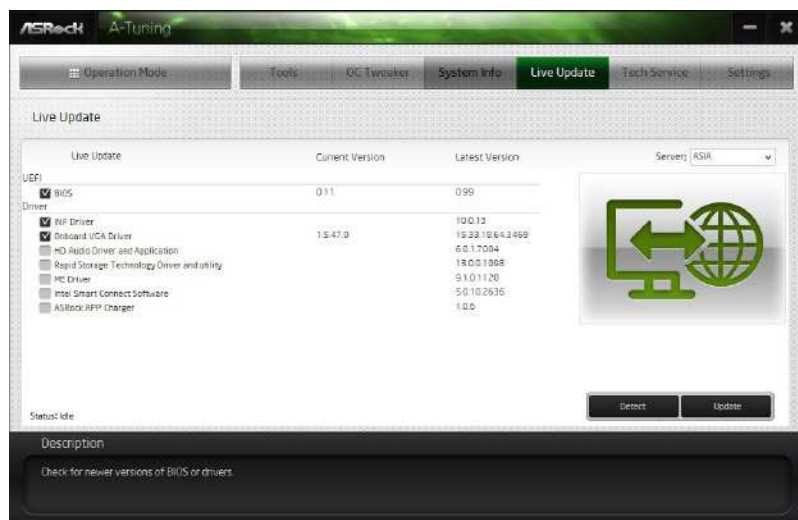 ASRock A-Tuning
Operation Mode Tools OC Tweaker System Info Live Update Tech Service Settings
Live Update
Live Update Current Version Latest Version Server: ASIA
UEFI
BIOS 0.11 0.99
Driver
INF Driver 10.0.13
Onboard VGA Driver 1.5.47.0 15.33.18.64.3469
HD Audio Driver and Application 6.0.1.7004
Rapid Storage Technology Driver and utility 13.0.0.1098
ME Driver 9.1.0.1120
Intel Smart Connect Software 5.0.10.2636
ASRock APP Charger 1.0.6
Status: Idle
Detect Update
Description
Check for newer versions of BIOS or drivers.